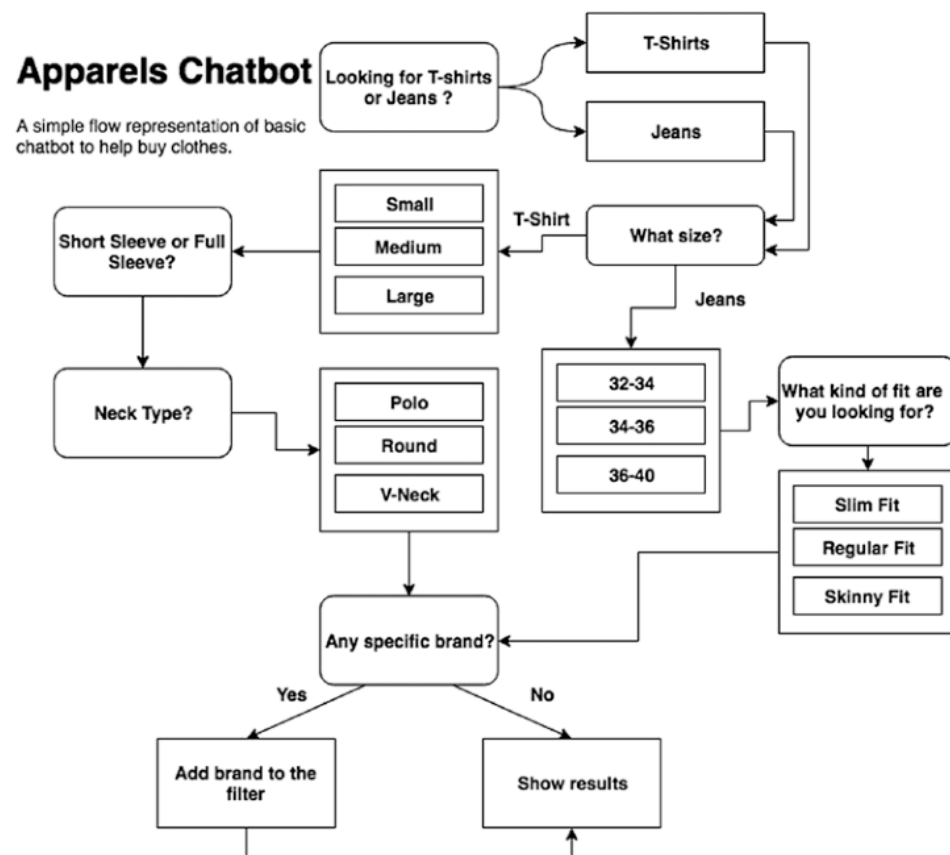 Apparels Chatbot
A simple flow representation of basic
chatbot to help buy clothes.
Looking for T-shirts
or Jeans ?
T-Shirts
Jeans
What size?
T-Shirt
Jeans
Small
Medium
Large
Short Sleeve or Full
Sleeve?
Neck Type?
Polo
Round
V-Neck
32-34
34-36
36-40
What kind of fit are
you looking for?
Slim Fit
Regular Fit
Skinny Fit
Any specific brand?
Yes
No
Add brand to the
filter
Show results